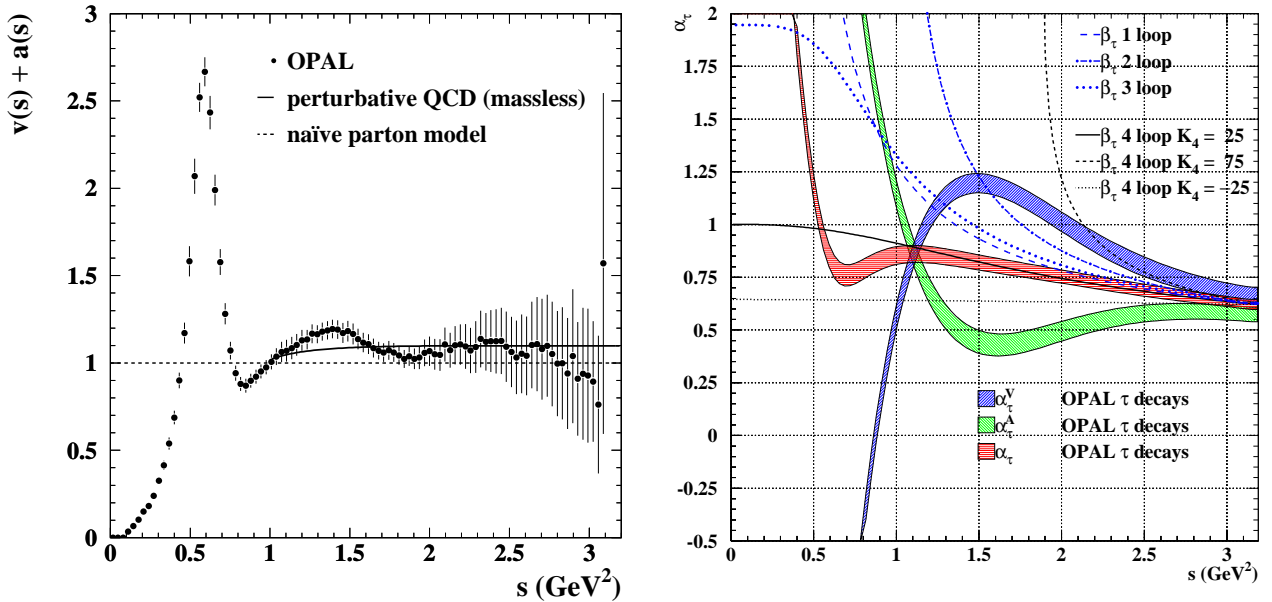 v(s) + a(s)
3
2.5
2
1.5
1
0.5
0
OPAL
perturbative QCD (massless)
naïve parton model
0 0.5 1 1.5 2 2.5 3
s (GeV²)
α_τ
2
1.75
1.5
1.25
1
0.75
0.5
0.25
0
-0.25
-0.5
β_τ 1 loop
β_τ 2 loop
β_τ 3 loop
β_τ 4 loop K₄ = 25
β_τ 4 loop K₄ = 75
β_τ 4 loop K₄ = −25
α_τ^V OPAL τ decays
α_τ^A OPAL τ decays
α_τ OPAL τ decays
0 0.5 1 1.5 2 2.5 3
s (GeV²)